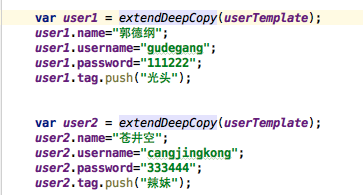 var user1 = extendDeepCopy(userTemplate);
user1.name="郭德纲";
user1.username="gudegang";
user1.password="111222";
user1.tag.push("光头");
var user2 = extendDeepCopy(userTemplate);
user2.name="苍井空";
user2.username="cangjingkong";
user2.password="333444";
user2.tag.push("辣妹");